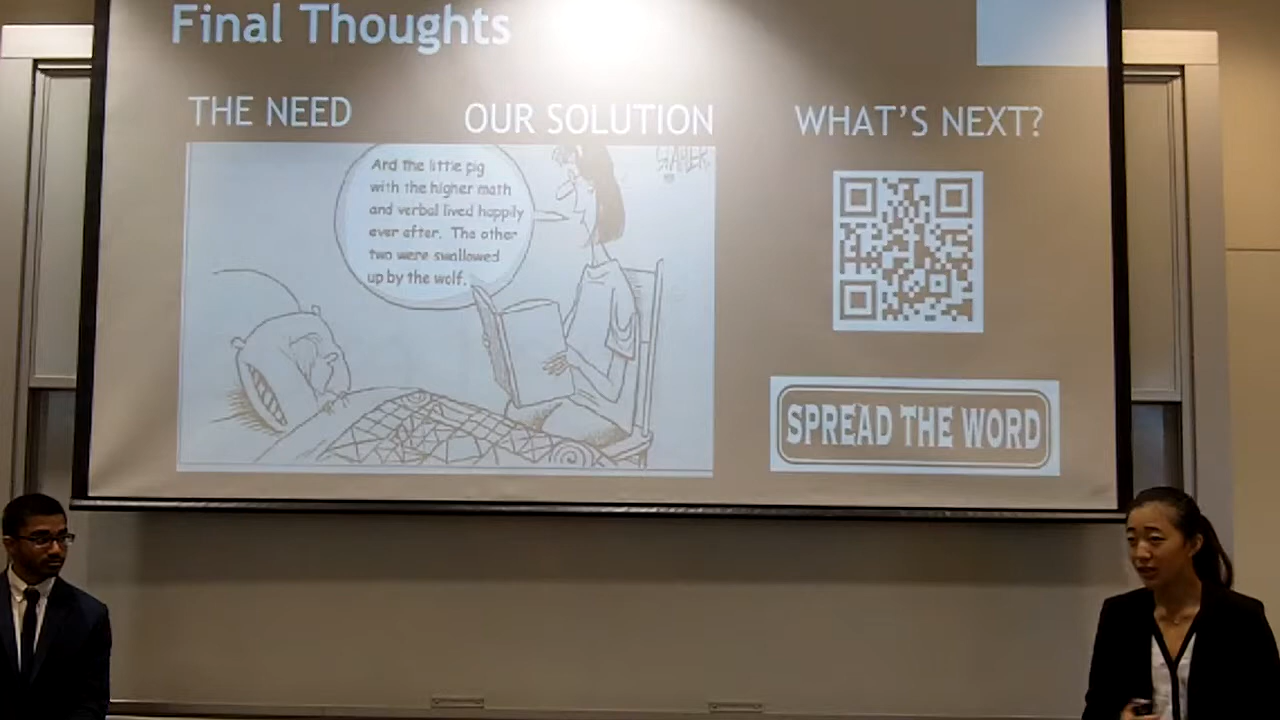 Final Thoughts
THE NEED
OUR SOLUTION
WHAT'S NEXT?
And the little pig
with the higher math
and verbal lived happily
ever after. The other
two were swallowed
up by the wolf.
STAHLER.
SPREAD THE WORD